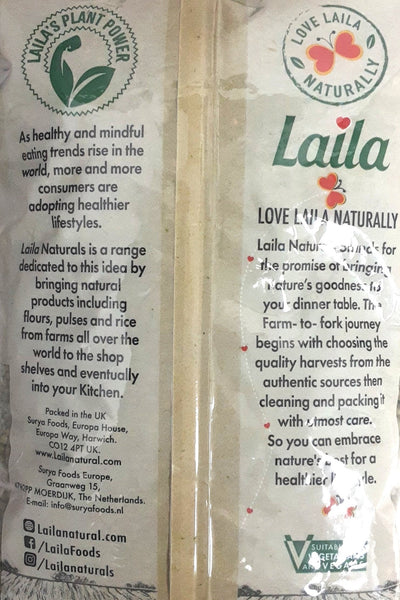 LAILA'S PLANT POWER
As healthy and mindful
eating trends rise in the
world, more and more
consumers are
adopting healthier
lifestyles.
Laila Naturals is a range
dedicated to this idea by
bringing natural
products including
flours, pulses and rice
from farms all over the
world to the shop
shelves and eventually
into your Kitchen.
Packed in the UK
Surya Foods, Europa House,
Europa Way, Harwich.
CO12 4PT UK.
www.Lailanatural.com
Surya Foods Europe,
Graanweg 15,
MOERDIJK, The Netherlands.
E-mail: info@suryafoods.nl
Lailanatural.com
/LailaFoods
/Lailanaturals
LOVE LAILA
NATURALLY
Laila
LOVE LAILA NATURALLY
Laila Naturals stands for
the promise of bringing
Nature's goodness to
your dinner table. The
Farm- to- fork journey
begins with choosing the
quality harvests from the
authentic sources then
cleaning and packing it
with utmost care.
So you can embrace
nature's best for a
healthier lifestyle.
SUITABLE
VEGETARIANS
AND VEGANS